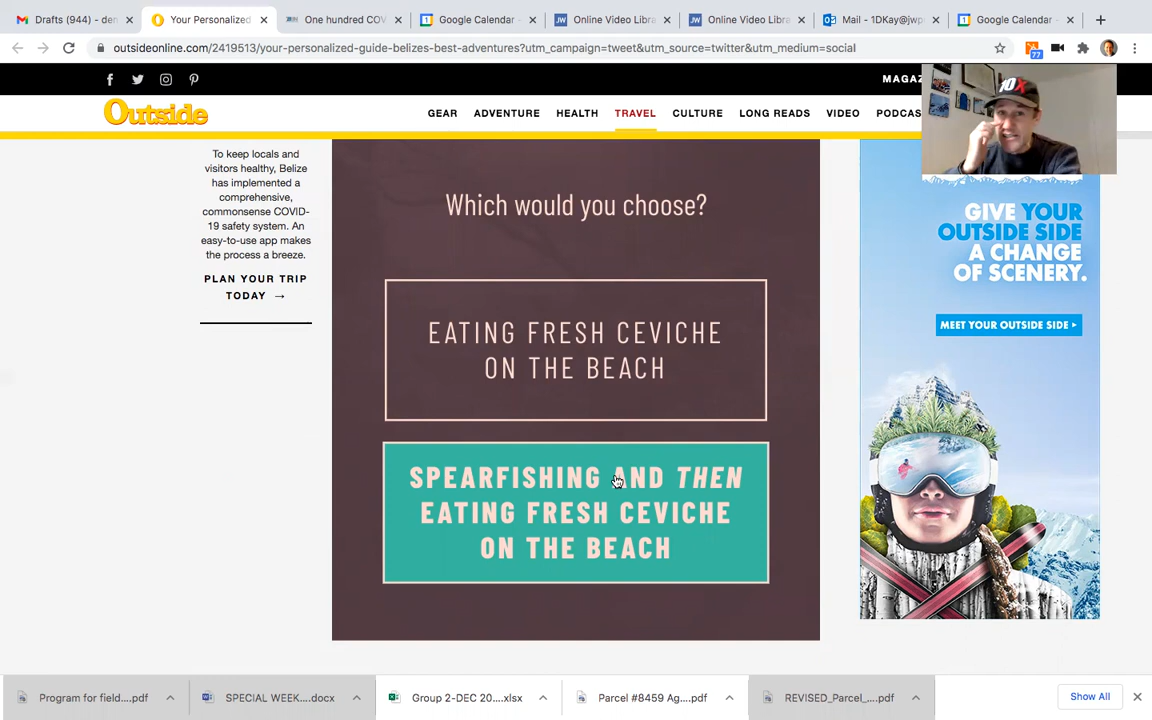 Drafts (944) - den
Your Personalized
One hundred COV
Google Calendar -
Online Video Libra
Online Video Libra
Mail - 1DKay@jwp
Google Calendar -
outsideonline.com/2419513/your-personalized-guide-belizes-best-adventures?utm_campaign=tweet&utm_source=twitter&utm_medium=social
77
MAGAZ
Outside
GEAR ADVENTURE HEALTH TRAVEL CULTURE LONG READS VIDEO PODCAS
10X
To keep locals and
visitors healthy, Belize
has implemented a
comprehensive,
commonsense COVID-
19 safety system. An
easy-to-use app makes
the process a breeze.
PLAN YOUR TRIP
TODAY →
Which would you choose?
EATING FRESH CEVICHE
ON THE BEACH
SPEARFISHING AND THEN
EATING FRESH CEVICHE
ON THE BEACH
GIVE YOUR
OUTSIDE SIDE
A CHANGE
OF SCENERY.
MEET YOUR OUTSIDE SIDE ▸
Program for field....pdf
SPECIAL WEEK....docx
Group 2-DEC 20....xlsx
Parcel #8459 Ag....pdf
REVISED_Parcel_....pdf
Show All